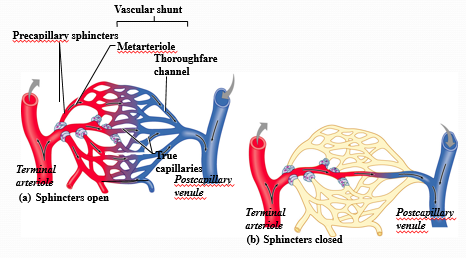 Vascular shunt
Precapillary sphincters
Metarteriole
Thoroughfare
channel
True
capillaries
Terminal
arteriole
Postcapillary
venule
(a) Sphincters open
Terminal
arteriole
Postcapillary
venule
(b) Sphincters closed